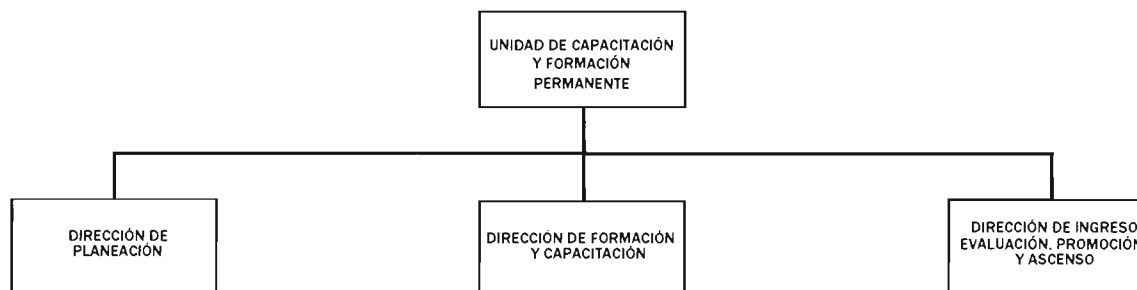 UNIDAD DE CAPACITACIÓN
Y FORMACIÓN
PERMANENTE
DIRECCIÓN DE
PLANEACIÓN
DIRECCIÓN DE FORMACIÓN
Y CAPACITACIÓN
DIRECCIÓN DE INGRESO
EVALUACIÓN, PROMOCIÓN
Y ASCENSO